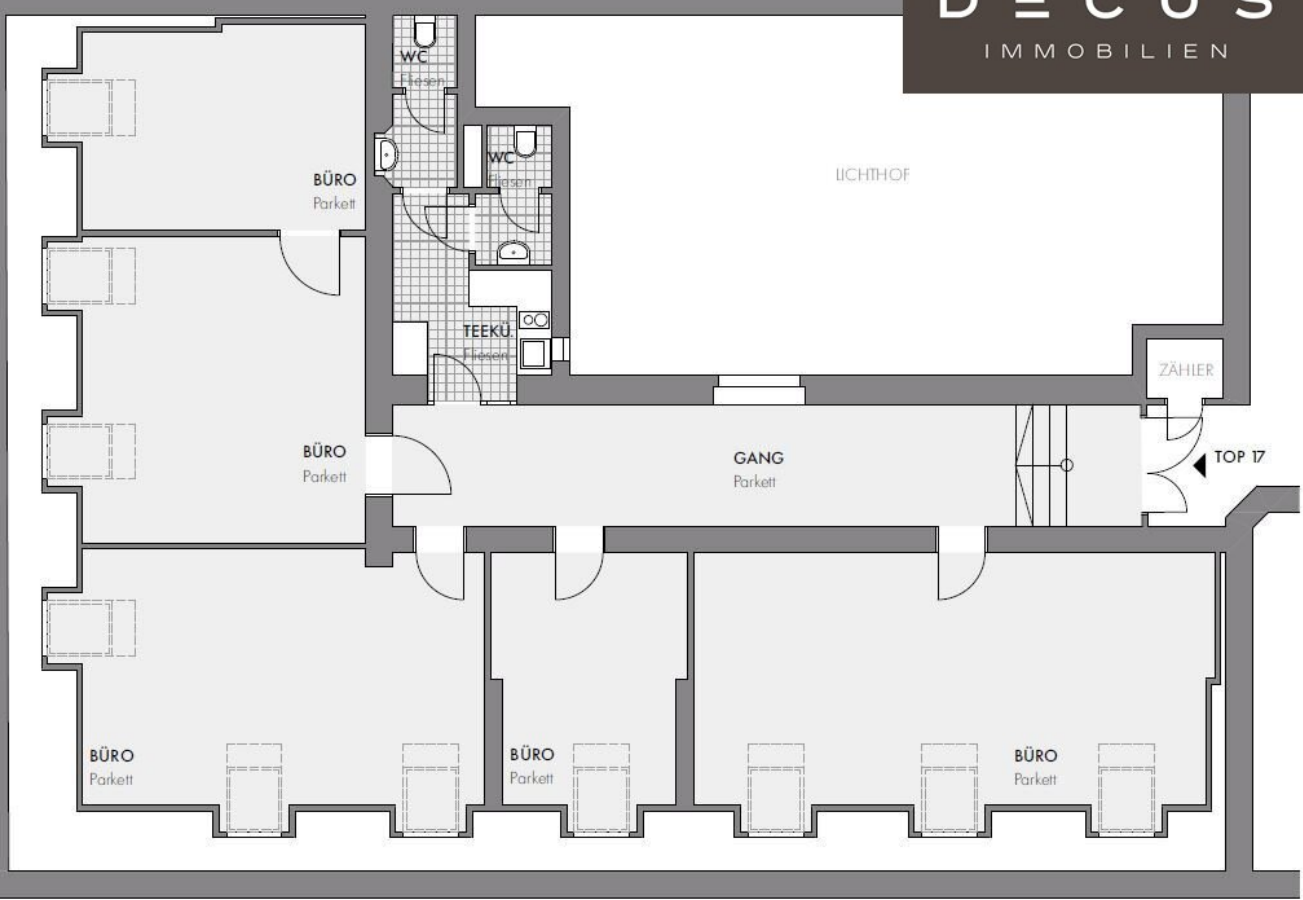 DECUS
IMMOBILIEN
WC
Fliesen
WC
Fliesen
LICHTHOF
BÜRO
Parkett
TEEKÜ.
Fliesen
ZÄHLER
BÜRO
Parkett
GANG
Parkett
TOP 17
BÜRO
Parkett
BÜRO
Parkett
BÜRO
Parkett